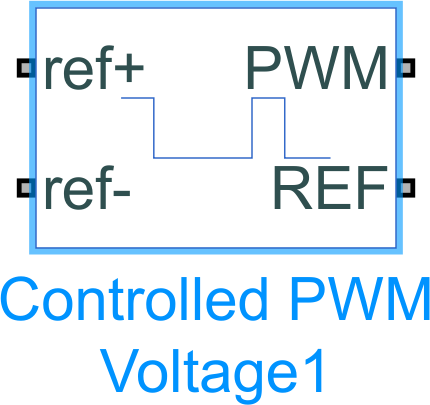 ref+ PWM
ref- REF
Controlled PWM
Voltage1